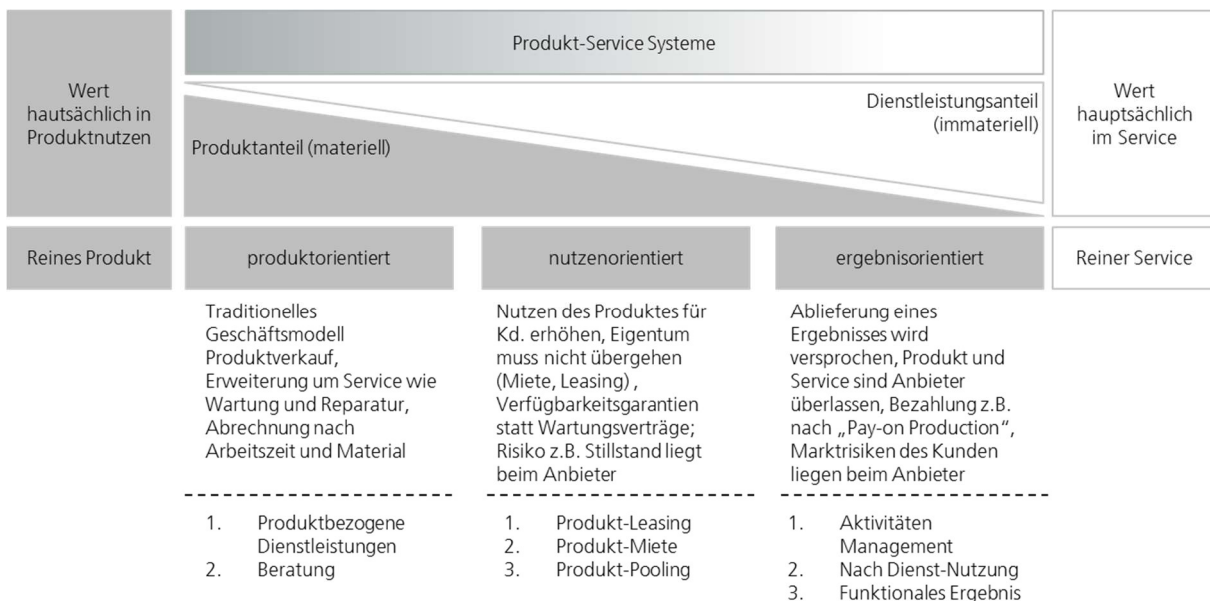 Wert
hautsächlich in
Produktnutzen
Produkt-Service Systeme
Produktanteil (materiell)
Dienstleistungsanteil
(immateriell)
Wert
hauptsächlich
im Service
Reines Produkt
produktorientiert
nutzenorientiert
ergebnisorientiert
Reiner Service
Traditionelles
Geschäftsmodell
Produktverkauf,
Erweiterung um Service wie
Wartung und Reparatur,
Abrechnung nach
Arbeitszeit und Material
Nutzen des Produktes für
Kd. erhöhen, Eigentum
muss nicht übergehen
(Miete, Leasing) ,
Verfügbarkeitsgarantien
statt Wartungsverträge;
Risiko z.B. Stillstand liegt
beim Anbieter
Ablieferung eines
Ergebnisses wird
versprochen, Produkt und
Service sind Anbieter
überlassen, Bezahlung z.B.
nach „Pay-on Production“,
Marktrisiken des Kunden
liegen beim Anbieter
1. Produktbezogene
Dienstleistungen
2. Beratung
1. Produkt-Leasing
2. Produkt-Miete
3. Produkt-Pooling
1. Aktivitäten
Management
2. Nach Dienst-Nutzung
3. Funktionales Ergebnis